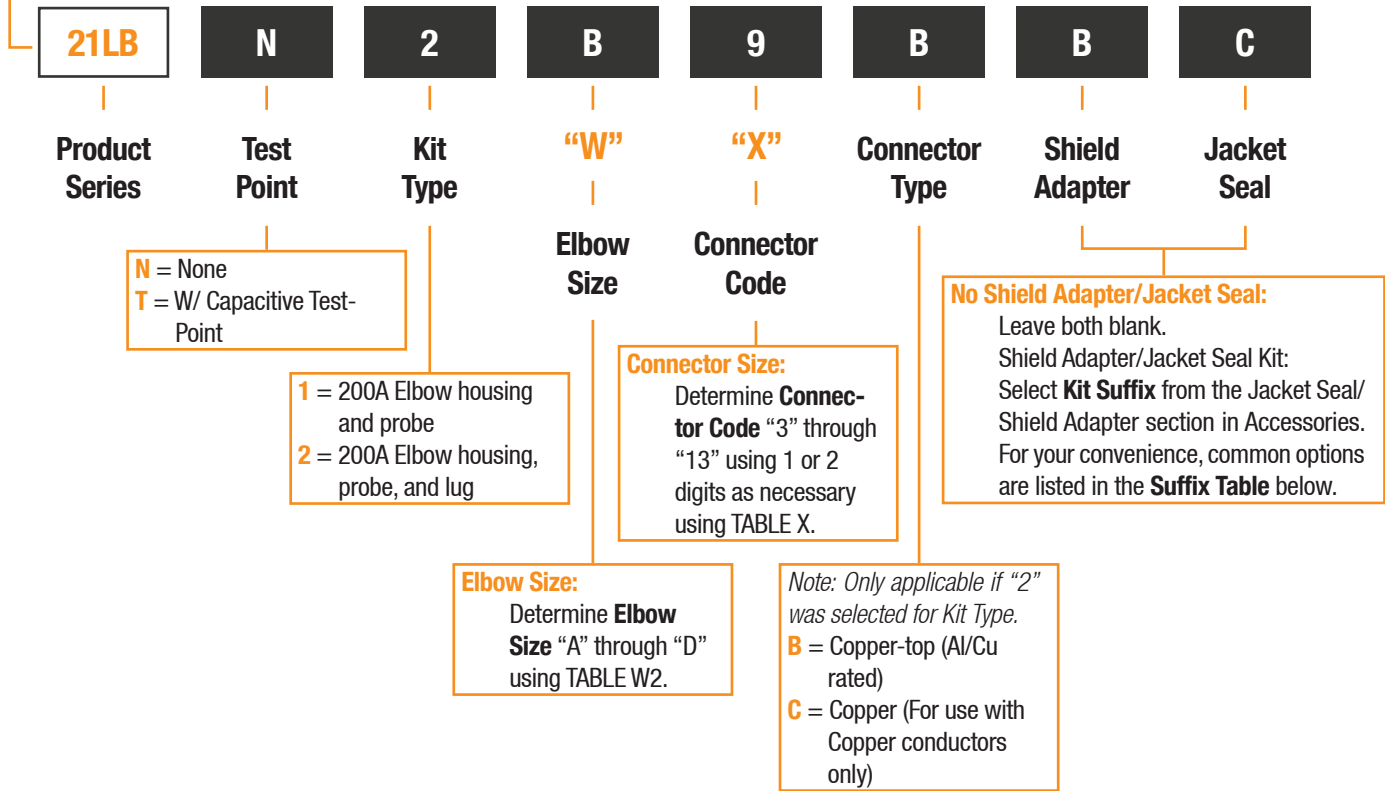 21LB N 2 B 9 B B C
Product
Series
Test
Point
Kit
Type
“W”
“X”
Connector
Type
Shield
Adapter
Jacket
Seal
Elbow
Size
Connector
Code
N = None
T = W/ Capacitive Test-
Point
1 = 200A Elbow housing
and probe
2 = 200A Elbow housing,
probe, and lug
Elbow Size:
Determine Elbow
Size “A” through “D”
using TABLE W2.
Connector Size:
Determine Connec-
tor Code “3” through
“13” using 1 or 2
digits as necessary
using TABLE X.
Note: Only applicable if “2”
was selected for Kit Type.
B = Copper-top (Al/Cu
rated)
C = Copper (For use with
Copper conductors
only)
No Shield Adapter/Jacket Seal:
Leave both blank.
Shield Adapter/Jacket Seal Kit:
Select Kit Suffix from the Jacket Seal/
Shield Adapter section in Accessories.
For your convenience, common options
are listed in the Suffix Table below.